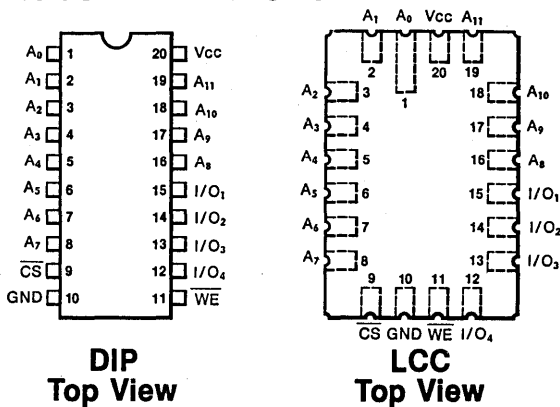 A₀ 1 20 Vcc
A₁ 2 19 A₁₁
A₂ 3 18 A₁₀
A₃ 4 17 A₉
A₄ 5 16 A₈
A₅ 6 15 I/O₁
A₆ 7 14 I/O₂
A₇ 8 13 I/O₃
CS 9 12 I/O₄
GND 10 11 WE
DIP
Top View
A₁ A₀ Vcc A₁₁
2 1 20 19
A₂ 3 18 A₁₀
A₃ 4 17 A₉
A₄ 5 16 A₈
A₅ 6 15 I/O₁
A₆ 7 14 I/O₂
A₇ 8 13 I/O₃
9 10 11 12
CS GND WE I/O₄
LCC
Top View